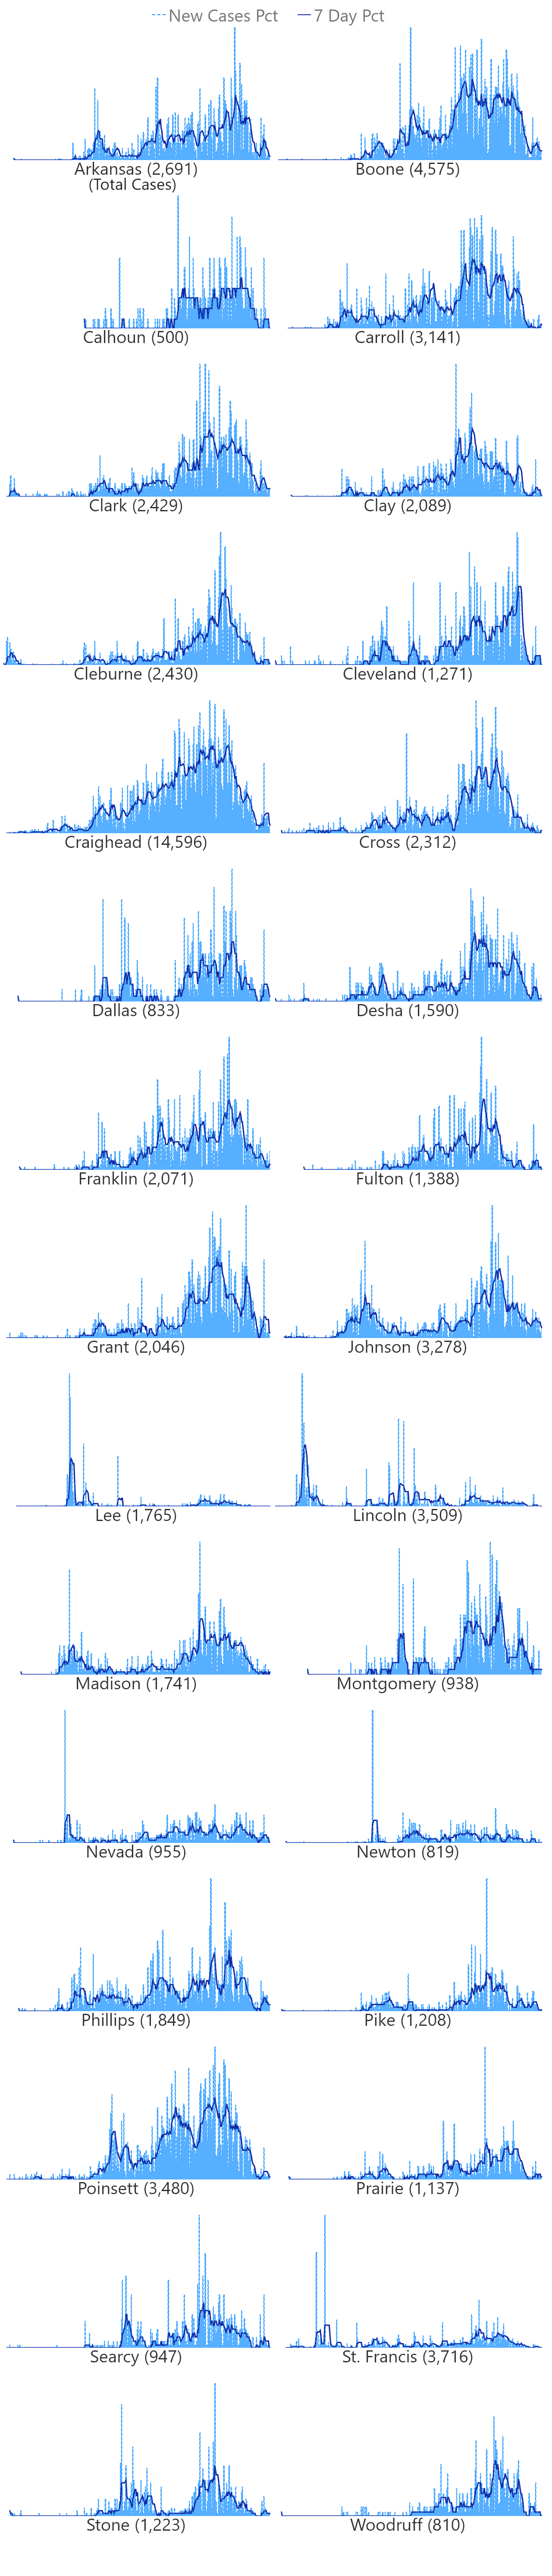 New Cases Pct 7 Day Pct
Arkansas (2,691) Boone (4,575)
(Total Cases)
Calhoun (500) Carroll (3,141)
Clark (2,429) Clay (2,089)
Cleburne (2,430) Cleveland (1,271)
Craighead (14,596) Cross (2,312)
Dallas (833) Desha (1,590)
Franklin (2,071) Fulton (1,388)
Grant (2,046) Johnson (3,278)
Lee (1,765) Lincoln (3,509)
Madison (1,741) Montgomery (938)
Nevada (955) Newton (819)
Phillips (1,849) Pike (1,208)
Poinsett (3,480) Prairie (1,137)
Searcy (947) St. Francis (3,716)
Stone (1,223) Woodruff (810)